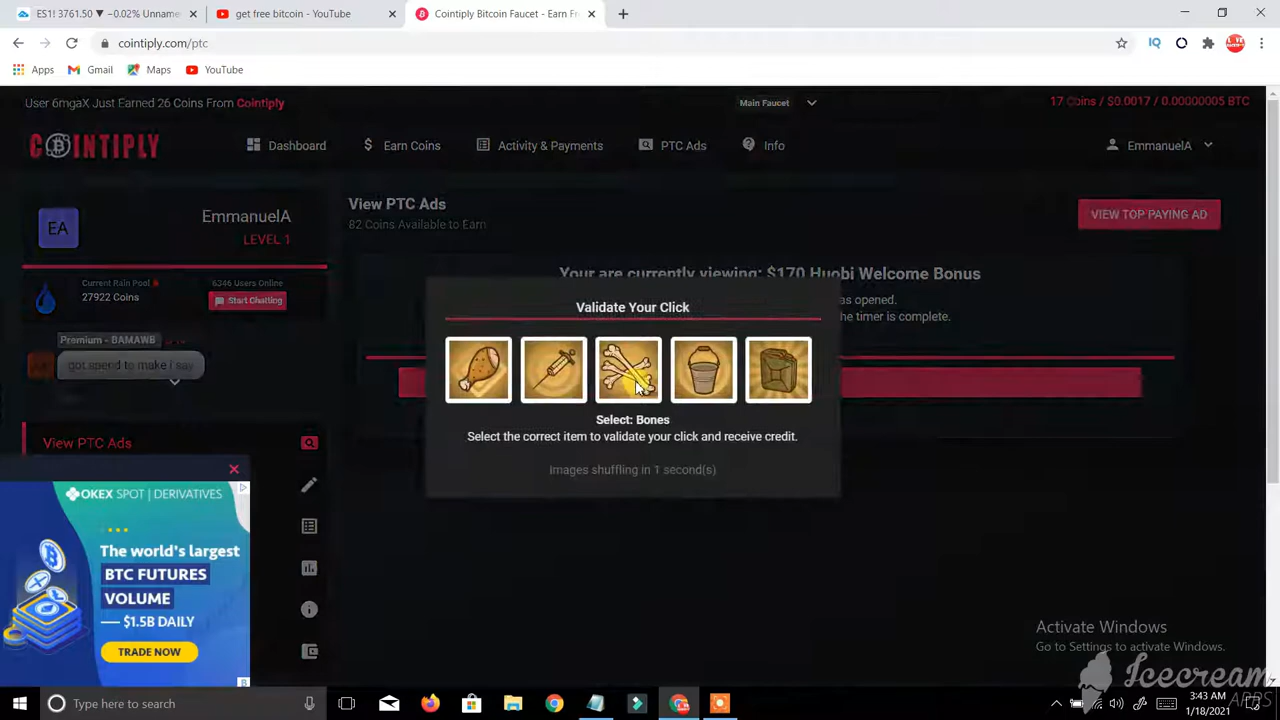 ES1! 3761.50 ▼ −0.02% Unname
get free bitcoin - YouTube
Cointiply Bitcoin Faucet - Earn Fr
cointiply.com/ptc
Apps
Gmail
Maps
YouTube
User 6mgaX Just Earned 26 Coins From Cointiply
Main Faucet
17 Coins / $0.0017 / 0.00000005 BTC
COINTIPLY
Dashboard
Earn Coins
Activity & Payments
PTC Ads
Info
EmmanuelA
EA
EmmanuelA
LEVEL 1
View PTC Ads
82 Coins Available to Earn
VIEW TOP PAYING AD
Current Rain Pool
27922 Coins
6346 Users Online
Start Chatting
Your are currently viewing: $170 Huobi Welcome Bonus
as opened.
the timer is complete.
Premium - BAMAWB
got spend to make I say
Validate Your Click
Select: Bones
Select the correct item to validate your click and receive credit.
Images shuffling in 1 second(s)
View PTC Ads
OKEX SPOT | DERIVATIVES
The world's largest
BTC FUTURES
VOLUME
— $1.5B DAILY
TRADE NOW
Activate Windows
Go to Settings to activate Windows.
Icecream
APPS
Type here to search
3:43 AM
1/18/2021